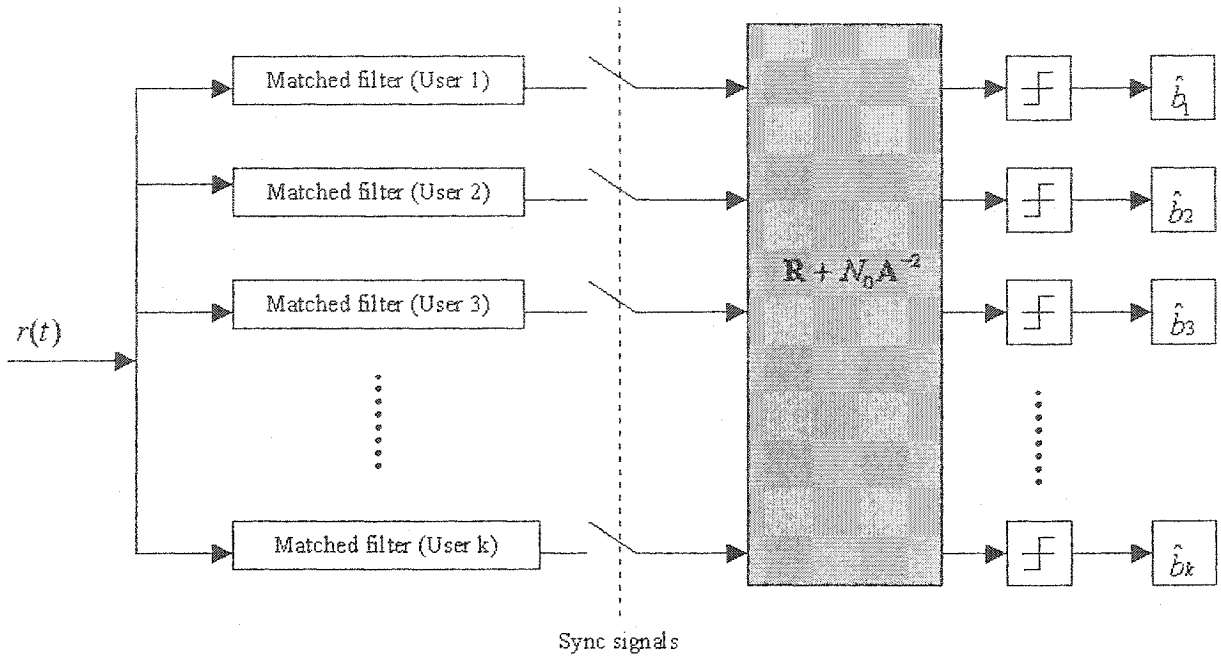 Matched filter (User 1)
b̂₁
Matched filter (User 2)
b̂₂
R + N₀A⁻²
Matched filter (User 3)
b̂₃
r(t)
Matched filter (User k)
b̂ₖ
Sync signals